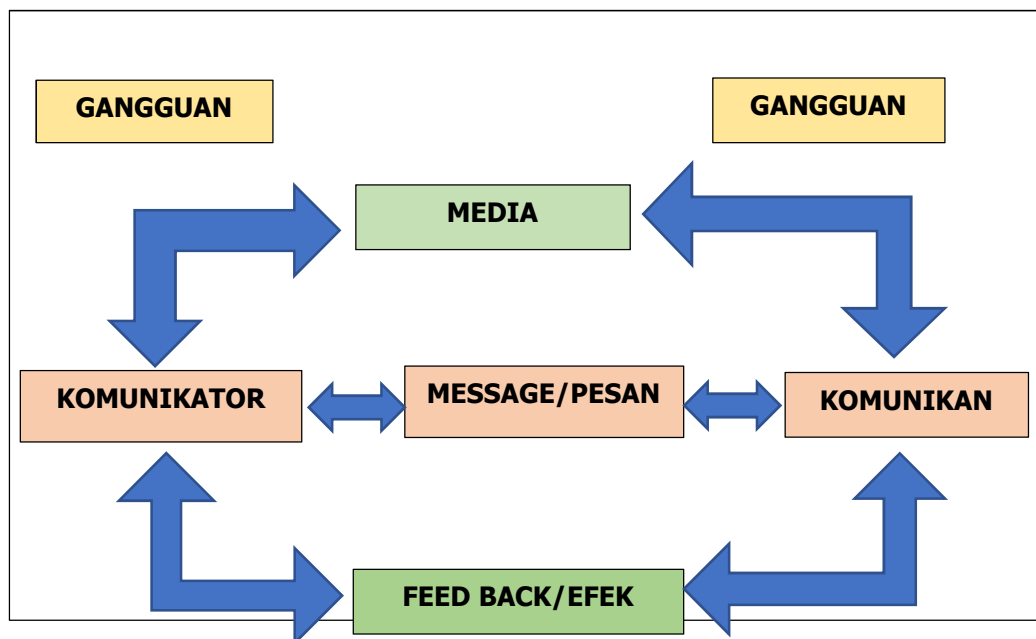 GANGGUAN
GANGGUAN
MEDIA
KOMUNIKATOR
MESSAGE/PESAN
KOMUNIKAN
FEED BACK/EFEK